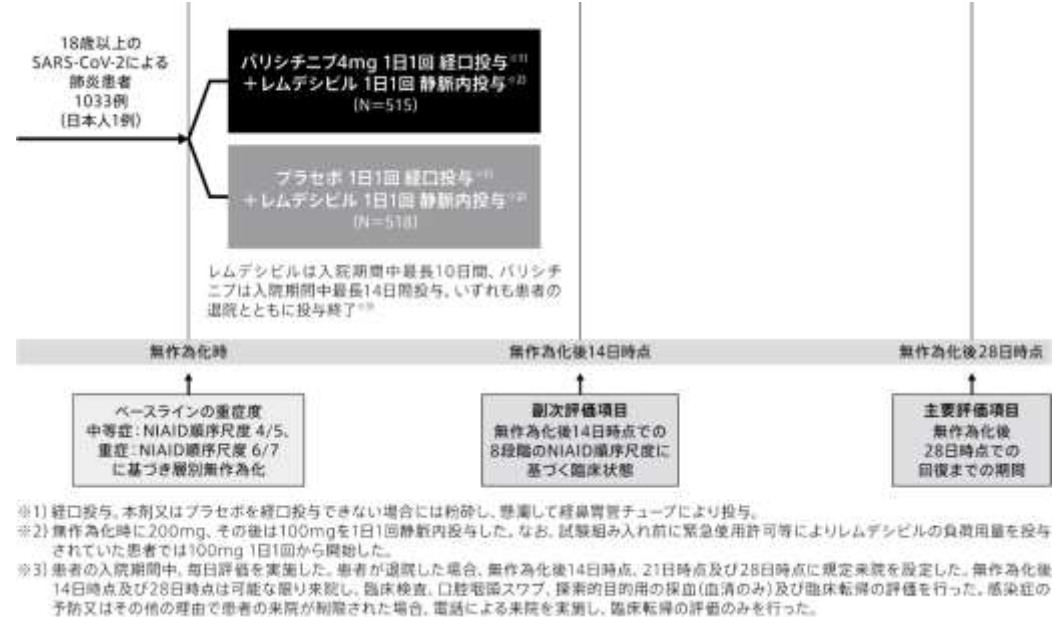 18歳以上の
SARS-CoV-2による
肺炎患者
1033例
(日本人1例)
バリシチニブ4mg 1日1回 経口投与※1)
+レムデシビル 1日1回 静脈内投与※2)
(N=515)
プラセボ 1日1回 経口投与※1)
+レムデシビル 1日1回 静脈内投与※2)
(N=518)
レムデシビルは入院期間中最長10日間、バリシチ
ニブは入院期間中最長14日間投与、いずれも患者の
退院とともに投与終了※3)
無作為化時
無作為化後14日時点
無作為化後28日時点
ベースラインの重症度
中等症:NIAID順序尺度 4/5、
重症:NIAID順序尺度 6/7
に基づき層別無作為化
副次評価項目
無作為化後14日時点での
8段階のNIAID順序尺度に
基づく臨床状態
主要評価項目
無作為化後
28日時点での
回復までの期間
※1) 経口投与。本剤又はプラセボを経口投与できない場合には粉砕し、懸濁して経鼻胃管チューブにより投与。
※2) 無作為化時に200mg、その後は100mgを1日1回静脈内投与した。なお、試験組み入れ前に緊急使用許可等によりレムデシビルの負荷用量を投与
されていた患者では100mg 1日1回から開始した。
※3) 患者の入院期間中、毎日評価を実施した。患者が退院した場合、無作為化後14日時点、21日時点及び28日時点に規定来院を設定した。無作為化後
14日時点及び28日時点は可能な限り来院し、臨床検査、口腔咽頭スワブ、探索的目的用の採血(血清のみ)及び臨床転帰の評価を行った。感染症の
予防又はその他の理由で患者の来院が制限された場合、電話による来院を実施し、臨床転帰の評価のみを行った。